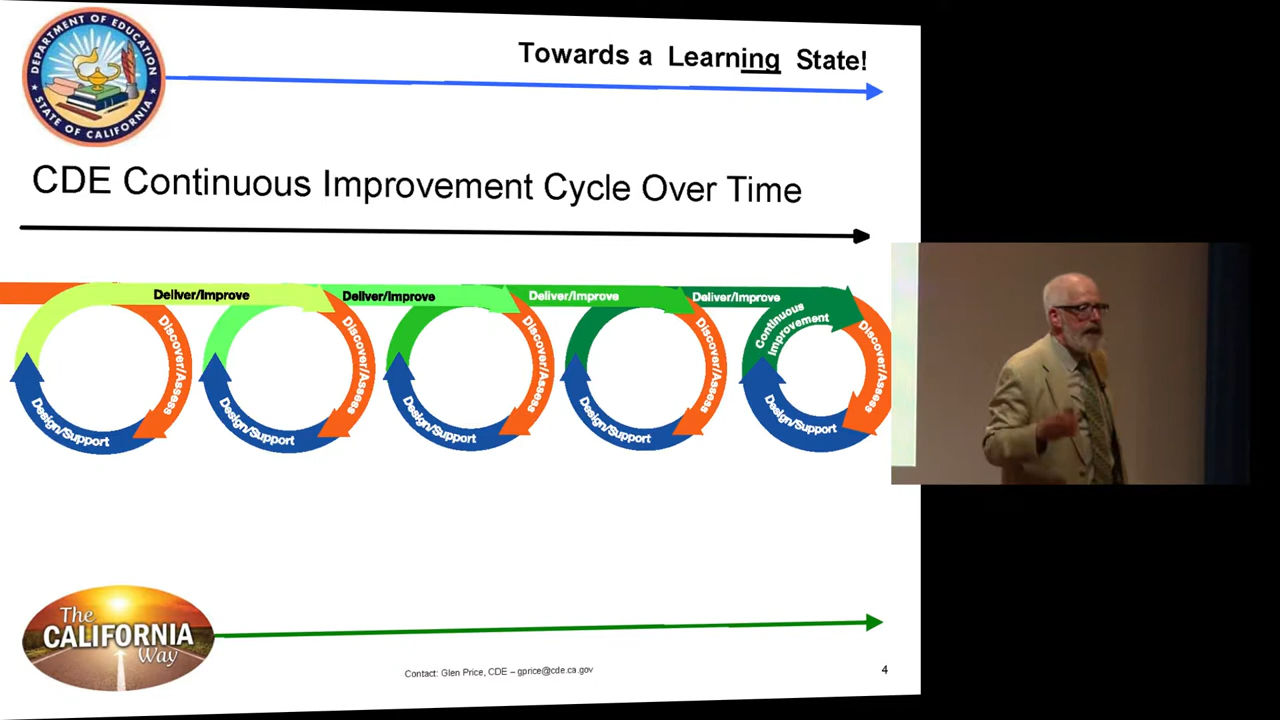 DEPARTMENT OF EDUCATION
STATE OF CALIFORNIA
Towards a Learning State!
CDE Continuous Improvement Cycle Over Time
Deliver/Improve
Deliver/Improve
Deliver/Improve
Deliver/Improve
Discover/Assess
Design/Support
Discover/Assess
Design/Support
Discover/Assess
Design/Support
Discover/Assess
Design/Support
Continuous
Improvement
Discover/Assess
Design/Support
The
CALIFORNIA
Way
Contact: Glen Price, CDE – gprice@cde.ca.gov
4